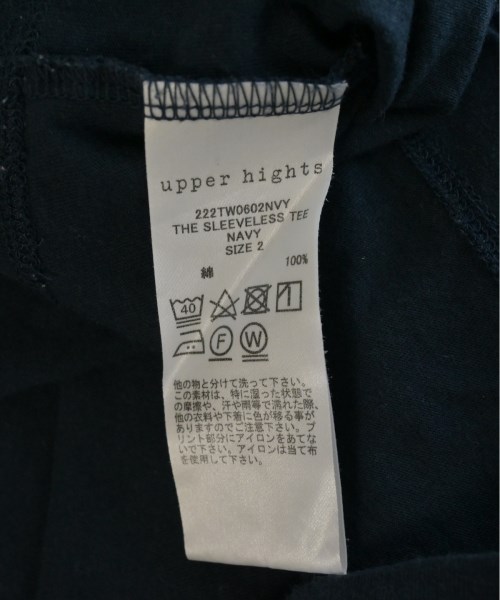 upper hights
222TW0602NVY
THE SLEEVELESS TEE
NAVY
SIZE 2
綿 100%
40
F W
他の物と分けて洗って下さい。
この素材は、特に湿った状態で
の摩擦や、汗や雨等で濡れた際、
他の衣料や下着に色が移る事が
ありますのでご注意下さい。プ
リント部分にアイロンをあてな
いで下さい。アイロンは当て布
を使用して下さい。